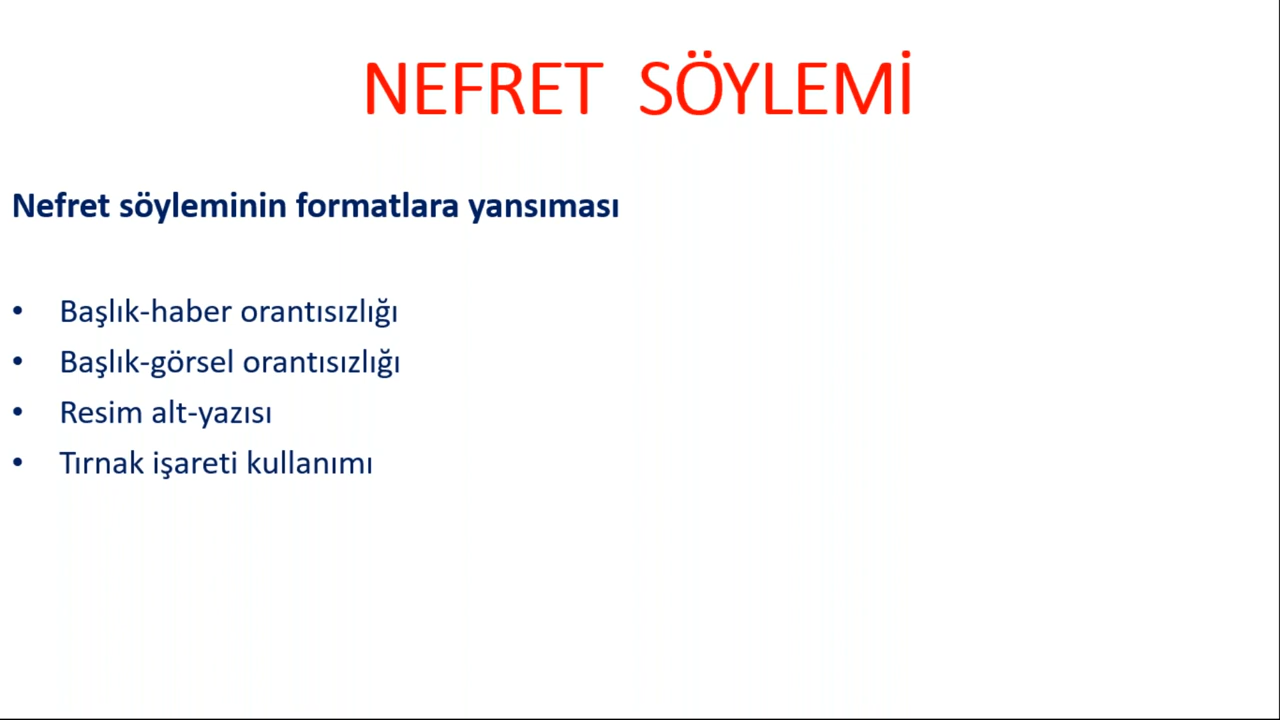 NEFRET SÖYLEMİ
Nefret söyleminin formatlara yansıması
• Başlık-haber orantısızlığı
• Başlık-görsel orantısızlığı
• Resim alt-yazısı
• Tırnak işareti kullanımı